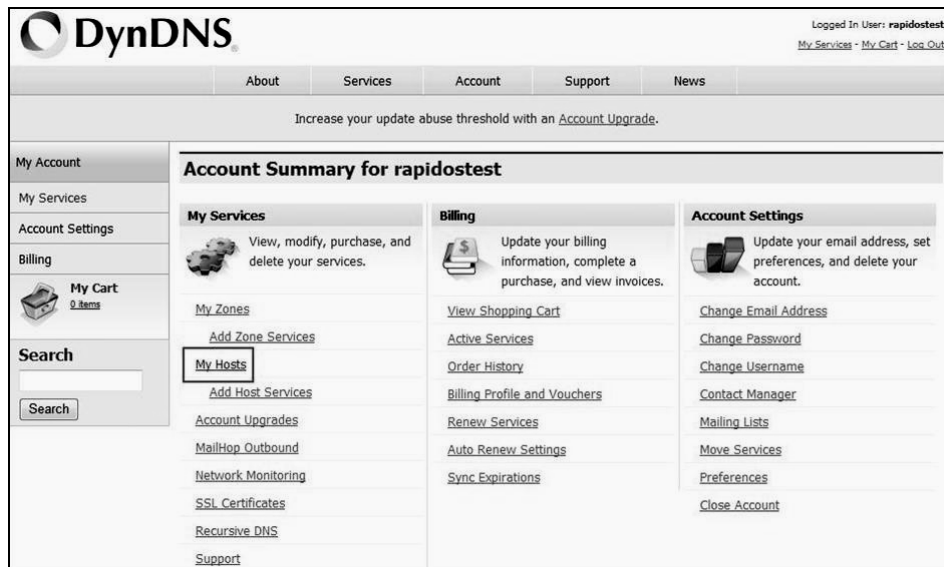 DynDNS
Logged In User: rapidostest
My Services - My Cart - Log Out
About Services Account Support News
Increase your update abuse threshold with an Account Upgrade.
My Account
My Services
Account Settings
Billing
My Cart
0 items
Search
Search
Account Summary for rapidostest
My Services
View, modify, purchase, and
delete your services.
My Zones
Add Zone Services
My Hosts
Add Host Services
Account Upgrades
MailHop Outbound
Network Monitoring
SSL Certificates
Recursive DNS
Support
Billing
Update your billing
information, complete a
purchase, and view invoices.
View Shopping Cart
Active Services
Order History
Billing Profile and Vouchers
Renew Services
Auto Renew Settings
Sync Expirations
Account Settings
Update your email address, set
preferences, and delete your
account.
Change Email Address
Change Password
Change Username
Contact Manager
Mailing Lists
Move Services
Preferences
Close Account